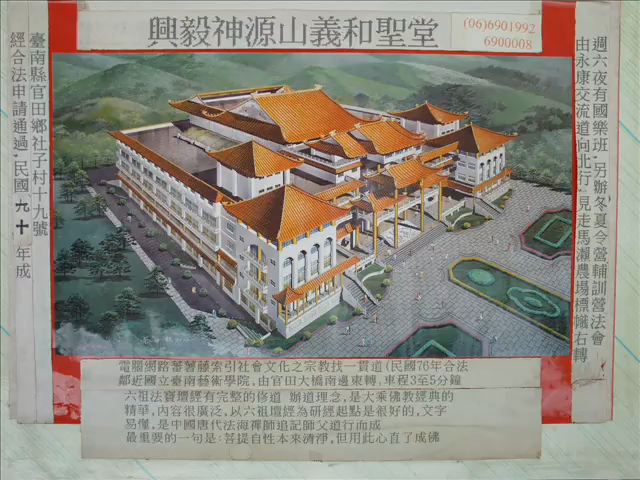 興毅神源山義和聖堂
(06)6901992
6900008
週六夜有國樂班,另辦冬夏令營輔訓營法會
由永康交流道向北行,見走馬瀨農場標幟右轉
臺南縣官田鄉社子村十九號
經合法申請通過,民國九十年成
電腦網路蕃薯藤索引社會文化之宗教找一貫道(民國76年合法
鄰近國立臺南藝術學院,由官田大橋南邊東轉,車程3至5分鐘
六祖法寶壇經有完整的修道 辦道理念,是大乘佛教經典的
精華,內容很廣泛,以六祖壇經為研經起點是很好的,文字
易懂,是中國唐代法海禪師追記師父道行而成
最重要的一句是:菩提自性本來清淨,但用此心直了成佛